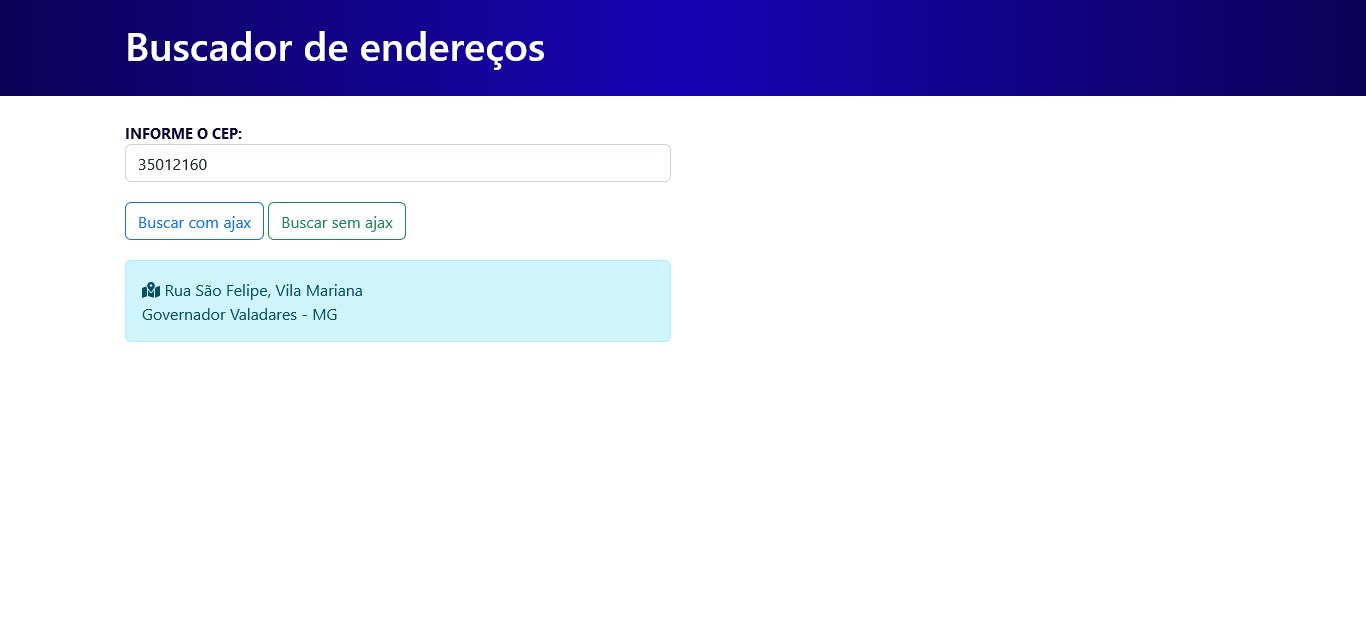 Buscador de endereços
INFORME O CEP:
35012160
Buscar com ajax Buscar sem ajax
Rua São Felipe, Vila Mariana
Governador Valadares - MG